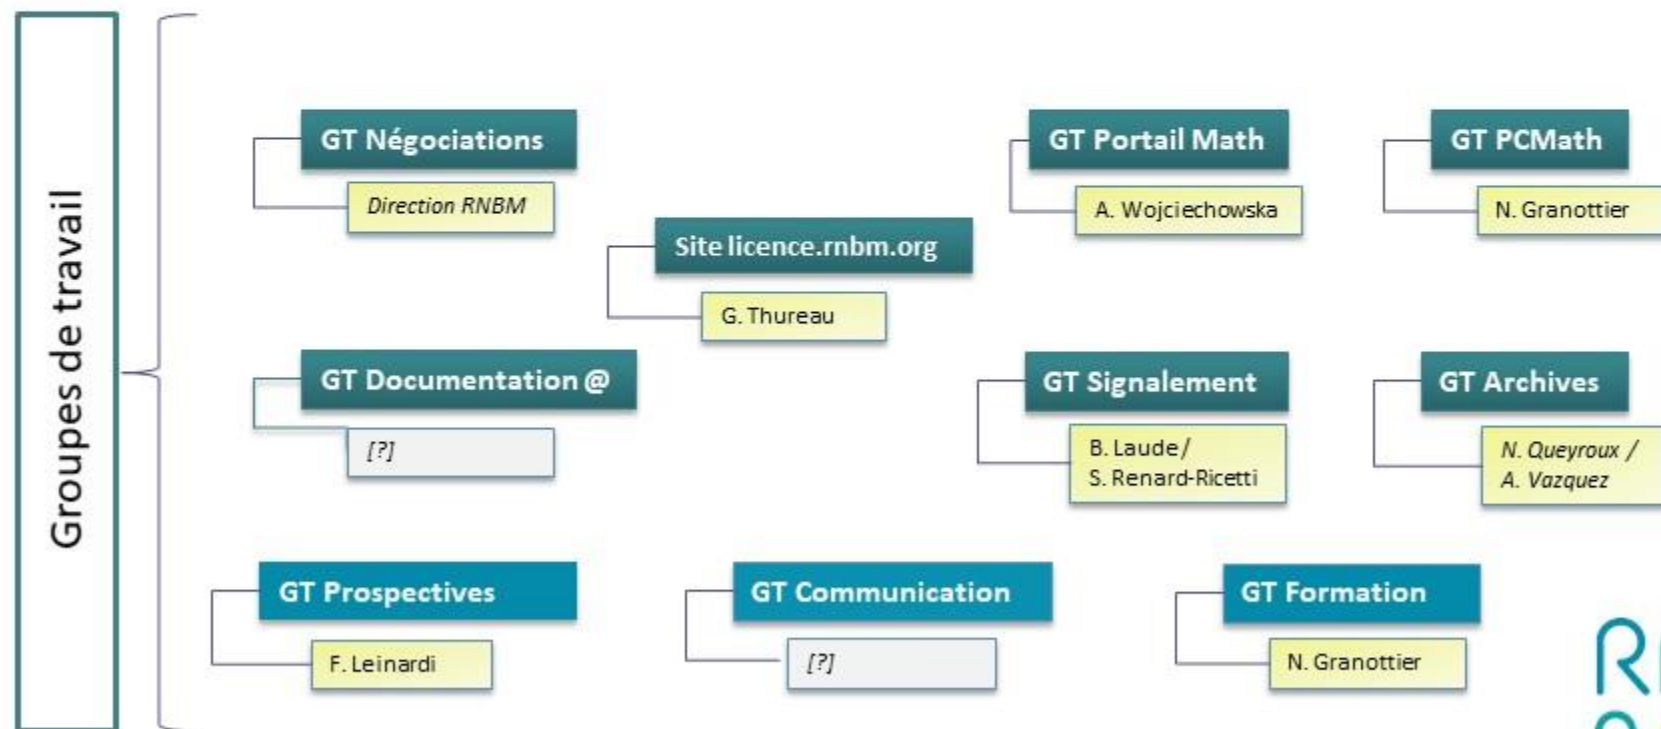 Groupes de travail
GT Négociations
Direction RNBM
Site licence.rnbm.org
G. Thureau
GT Portail Math
A. Wojciechowska
GT PCMath
N. Granottier
GT Documentation @
[?]
GT Signalement
B. Laude /
S. Renard-Ricetti
GT Archives
N. Queyroux /
A. Vazquez
GT Prospectives
F. Leinardi
GT Communication
[?]
GT Formation
N. Granottier